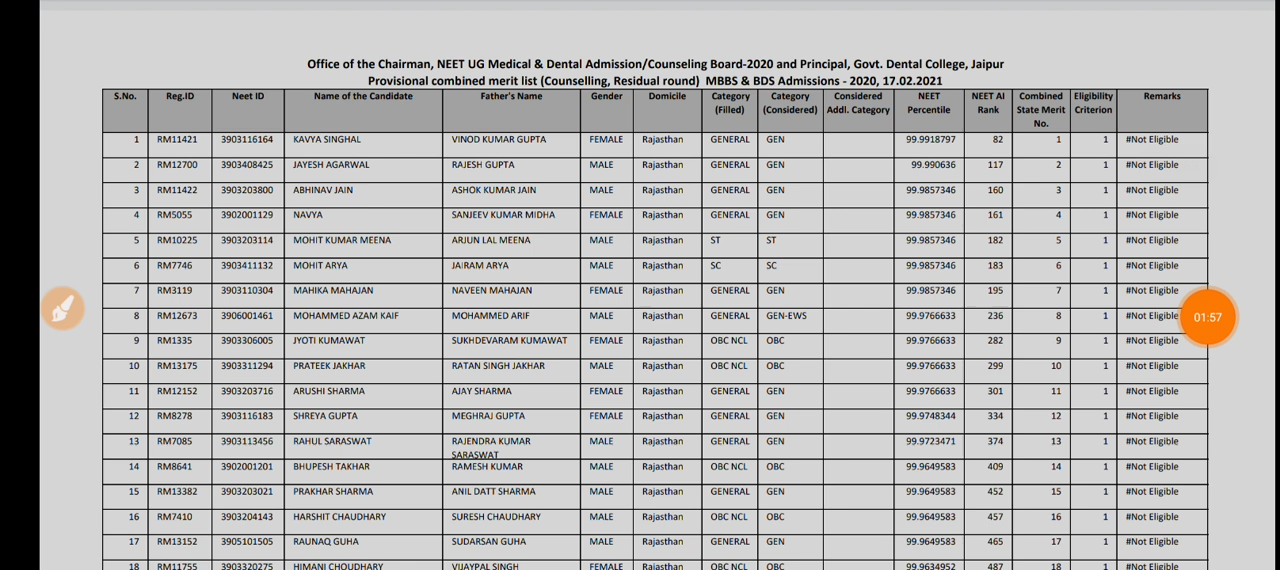 Office of the Chairman, NEET UG Medical & Dental Admission/Counseling Board-2020 and Principal, Govt. Dental College, Jaipur
Provisional combined merit list (Counselling, Residual round) MBBS & BDS Admissions - 2020, 17.02.2021
S.No. Reg.ID Neet ID Name of the Candidate Father's Name Gender Domicile Category (Filled) Category (Considered) Considered Addl. Category NEET Percentile NEET AI Rank Combined State Merit No. Eligibility Criterion Remarks
1 RM11421 3903116164 KAVYA SINGHAL VINOD KUMAR GUPTA FEMALE Rajasthan GENERAL GEN 99.9918797 82 1 1 #Not Eligible
2 RM12700 3903408425 JAYESH AGARWAL RAJESH GUPTA MALE Rajasthan GENERAL GEN 99.990636 117 2 1 #Not Eligible
3 RM11422 3903203800 ABHINAV JAIN ASHOK KUMAR JAIN MALE Rajasthan GENERAL GEN 99.9857346 160 3 1 #Not Eligible
4 RM5055 3902001129 NAVYA SANJEEV KUMAR MIDHA FEMALE Rajasthan GENERAL GEN 99.9857346 161 4 1 #Not Eligible
5 RM10225 3903203114 MOHIT KUMAR MEENA ARJUN LAL MEENA MALE Rajasthan ST ST 99.9857346 182 5 1 #Not Eligible
6 RM7746 3903411132 MOHIT ARYA JAIRAM ARYA MALE Rajasthan SC SC 99.9857346 183 6 1 #Not Eligible
7 RM3119 3903110304 MAHIKA MAHAJAN NAVEEN MAHAJAN FEMALE Rajasthan GENERAL GEN 99.9857346 195 7 1 #Not Eligible
8 RM12673 3906001461 MOHAMMED AZAM KAIF MOHAMMED ARIF MALE Rajasthan GENERAL GEN-EWS 99.9766633 236 8 1 #Not Eligible
01:57
9 RM1335 3903306005 JYOTI KUMAWAT SUKHDEVARAM KUMAWAT FEMALE Rajasthan OBC NCL OBC 99.9766633 282 9 1 #Not Eligible
10 RM13175 3903311294 PRATEEK JAKHAR RATAN SINGH JAKHAR MALE Rajasthan OBC NCL OBC 99.9766633 299 10 1 #Not Eligible
11 RM12152 3903203716 ARUSHI SHARMA AJAY SHARMA FEMALE Rajasthan GENERAL GEN 99.9766633 301 11 1 #Not Eligible
12 RM8278 3903116183 SHREYA GUPTA MEGHRAJ GUPTA FEMALE Rajasthan GENERAL GEN 99.9748344 334 12 1 #Not Eligible
13 RM7085 3903113456 RAHUL SARASWAT RAJENDRA KUMAR SARASWAT MALE Rajasthan GENERAL GEN 99.9723471 374 13 1 #Not Eligible
14 RM8641 3902001201 BHUPESH TAKHAR RAMESH KUMAR MALE Rajasthan OBC NCL OBC 99.9649583 409 14 1 #Not Eligible
15 RM13382 3903203021 PRAKHAR SHARMA ANIL DATT SHARMA MALE Rajasthan GENERAL GEN 99.9649583 452 15 1 #Not Eligible
16 RM7410 3903204143 HARSHIT CHAUDHARY SURESH CHAUDHARY MALE Rajasthan OBC NCL OBC 99.9649583 457 16 1 #Not Eligible
17 RM13152 3905101505 RAUNAQ GUHA SUDARSAN GUHA MALE Rajasthan GENERAL GEN 99.9649583 465 17 1 #Not Eligible
18 RM11755 3903320275 HIMANI CHOUDHARY VIJAYPAL SINGH FEMALE Rajasthan OBC NCL OBC 99.9634952 487 18 1 #Not Eligible